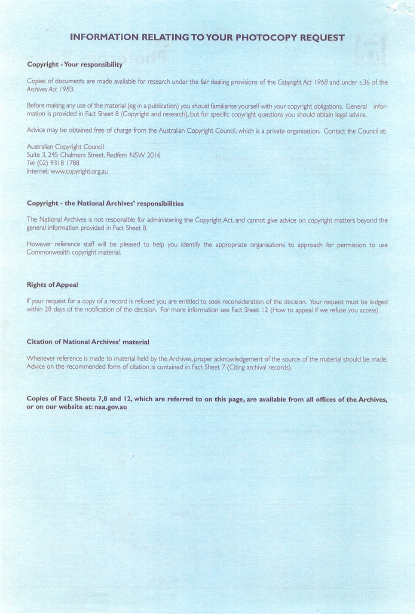 INFORMATION RELATING TO YOUR PHOTOCOPY REQUEST
Copyright - Your responsibility
Copies of documents are made available for research under the fair dealing provisions of the Copyright Act 1968 and under s.36 of the
Archives Act 1983.
Before making any use of the material (eg in a publication) you should familiarise yourself with your copyright obligations. General infor-
mation is provided in Fact Sheet 8 (Copyright and research), but for specific copyright questions you should obtain legal advice.
Advice may be obtained free of charge from the Australian Copyright Council, which is a private organisation. Contact the Council at:
Australian Copyright Council
Suite 3, 245 Chalmers Street, Redfern NSW 2016
Tel: (02) 9318 1788
Internet: www.copyright.org.au
Copyright - the National Archives' responsibilities
The National Archives is not responsible for administering the Copyright Act, and cannot give advice on copyright matters beyond the
general information provided in Fact Sheet 8.
However reference staff will be pleased to help you identify the appropriate organisations to approach for permission to use
Commonwealth copyright material.
Rights of Appeal
If your request for a copy of a record is refused you are entitled to seek reconsideration of the decision. Your request must be lodged
within 28 days of the notification of the decision. For more information see Fact Sheet 12 (How to appeal if we refuse you access).
Citation of National Archives' material
Whenever reference is made to material held by the Archives, proper acknowledgement of the source of the material should be made.
Advice on the recommended form of citation is contained in Fact Sheet 7 (Citing archival records).
Copies of Fact Sheets 7,8 and 12, which are referred to on this page, are available from all offices of the Archives,
or on our website at: naa.gov.au